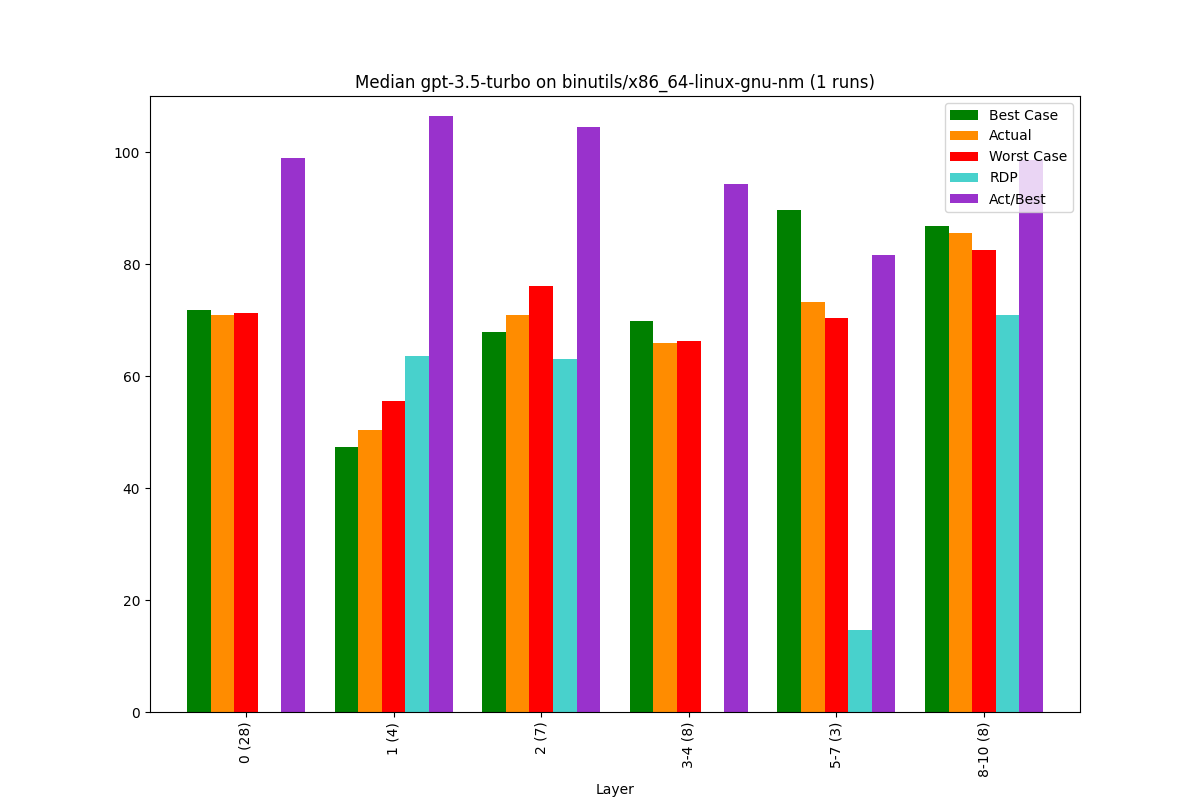 Median gpt-3.5-turbo on binutils/x86_64-linux-gnu-nm (1 runs)
Best Case
Actual
Worst Case
RDP
Act/Best
100
80
60
40
20
0
0 (28)
1 (4)
2 (7)
3-4 (8)
5-7 (3)
8-10 (8)
Layer